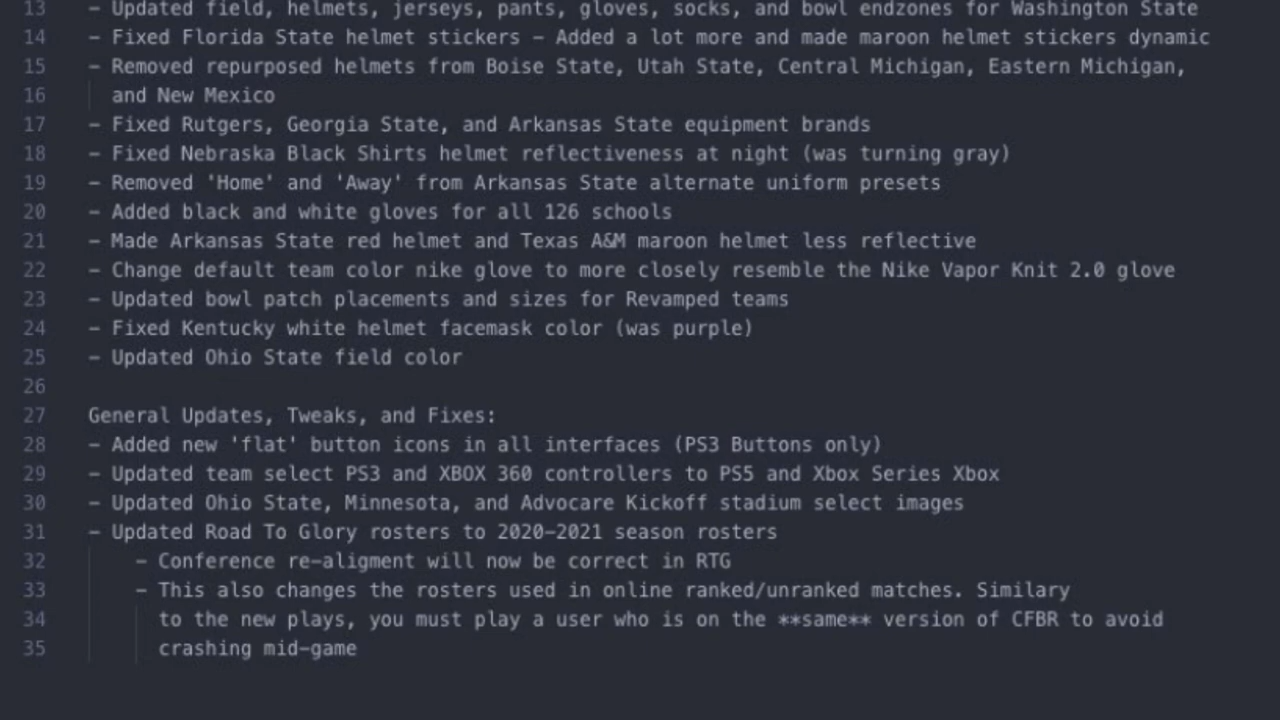 13 – Updated field, helmets, jerseys, pants, gloves, socks, and bowl endzones for Washington State
14 – Fixed Florida State helmet stickers – Added a lot more and made maroon helmet stickers dynamic
15 – Removed repurposed helmets from Boise State, Utah State, Central Michigan, Eastern Michigan,
16 and New Mexico
17 – Fixed Rutgers, Georgia State, and Arkansas State equipment brands
18 – Fixed Nebraska Black Shirts helmet reflectiveness at night (was turning gray)
19 – Removed 'Home' and 'Away' from Arkansas State alternate uniform presets
20 – Added black and white gloves for all 126 schools
21 – Made Arkansas State red helmet and Texas A&M maroon helmet less reflective
22 – Change default team color nike glove to more closely resemble the Nike Vapor Knit 2.0 glove
23 – Updated bowl patch placements and sizes for Revamped teams
24 – Fixed Kentucky white helmet facemask color (was purple)
25 – Updated Ohio State field color
26
27 General Updates, Tweaks, and Fixes:
28 – Added new 'flat' button icons in all interfaces (PS3 Buttons only)
29 – Updated team select PS3 and XBOX 360 controllers to PS5 and Xbox Series Xbox
30 – Updated Ohio State, Minnesota, and Advocare Kickoff stadium select images
31 – Updated Road To Glory rosters to 2020–2021 season rosters
32 – Conference re–aligment will now be correct in RTG
33 – This also changes the rosters used in online ranked/unranked matches. Similary
34 to the new plays, you must play a user who is on the **same** version of CFBR to avoid
35 crashing mid–game